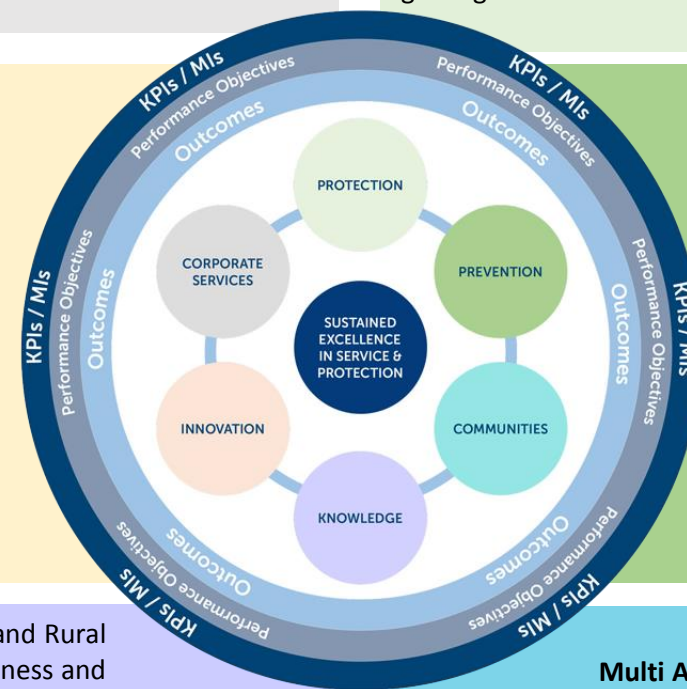 KPIs / MIs
Performance Objectives
Outcomes
KPIs / MIs
Performance Objectives
Outcomes
PROTECTION
CORPORATE
SERVICES
PREVENTION
KPIs / MIs
Performance Objectives
Outcomes
SUSTAINED
EXCELLENCE
IN SERVICE &
PROTECTION
Outcomes
Performance Objectives
KPIs / MIs
INNOVATION
COMMUNITIES
KNOWLEDGE
Outcomes
Performance Objectives
KPIs / MIs
Outcomes
Performance Objectives
KPIs / MIs
and Rural
ness and
Multi A